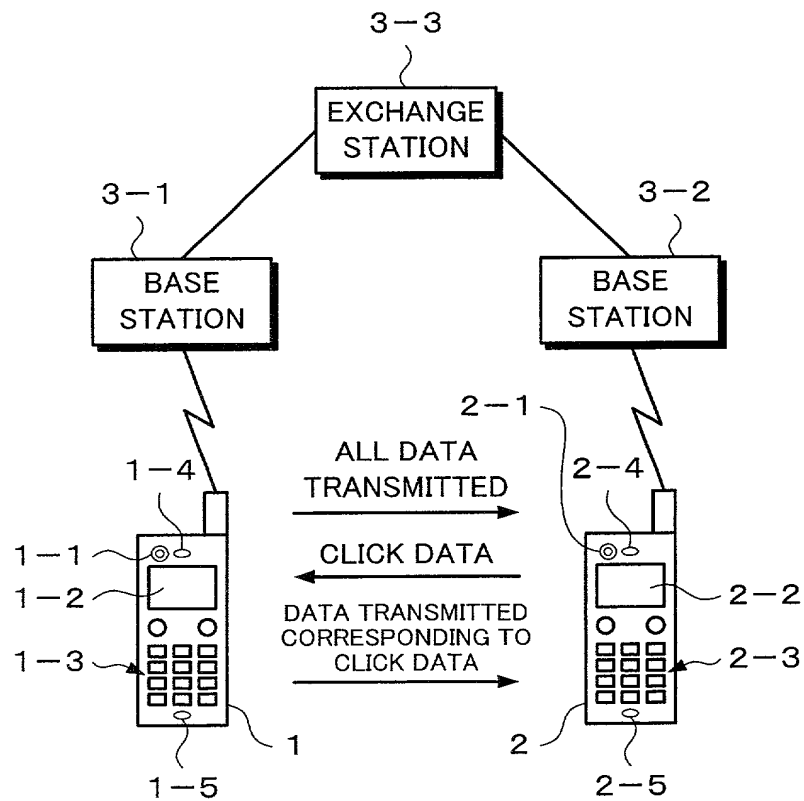 3-3
EXCHANGE
STATION
3-1
3-2
BASE
STATION
BASE
STATION
2-1
1-4
ALL DATA
TRANSMITTED
2-4
1-1
CLICK DATA
1-2
2-2
DATA TRANSMITTED
CORRESPONDING TO
CLICK DATA
1-3
2-3
1
2
1-5
2-5